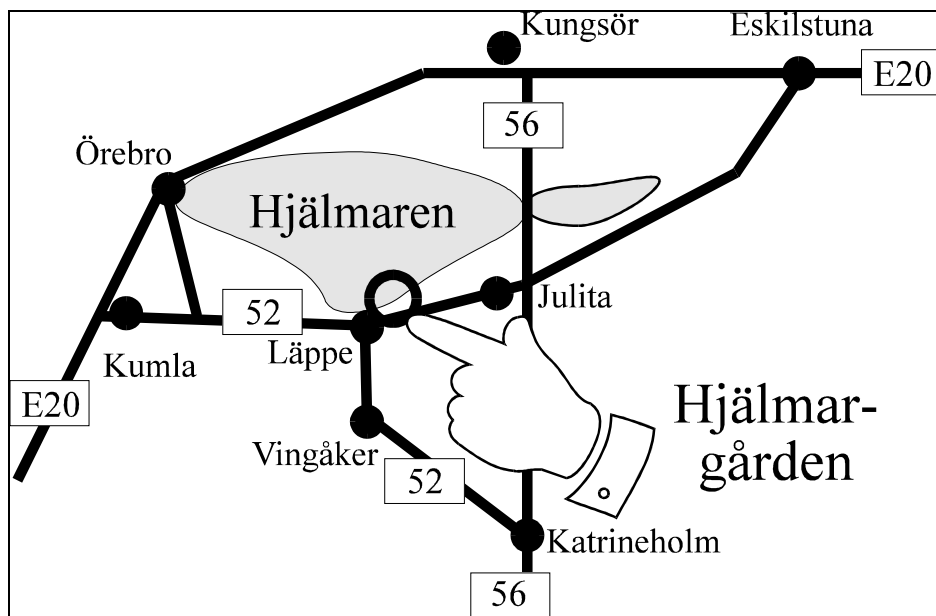 Kungsör
Eskilstuna
E20
56
Örebro
Hjälmaren
52
Julita
Läppe
Kumla
E20
Hjälmar-
gården
Vingåker
52
Katrineholm
56